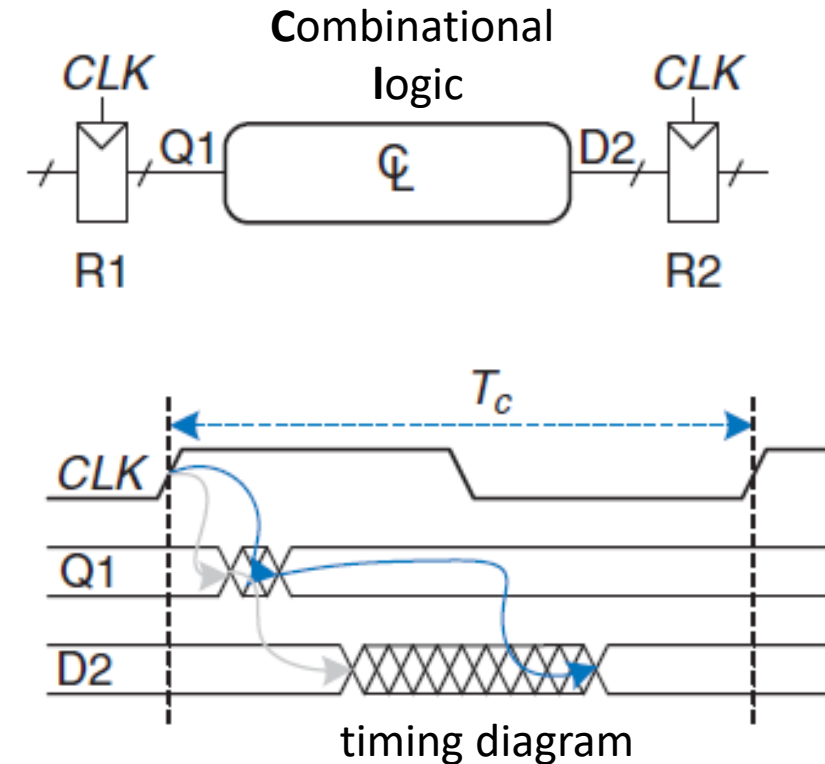 Combinational
logic
CLK
CLK
Q1
CL
D2
R1
R2
Tc
CLK
Q1
D2
timing diagram